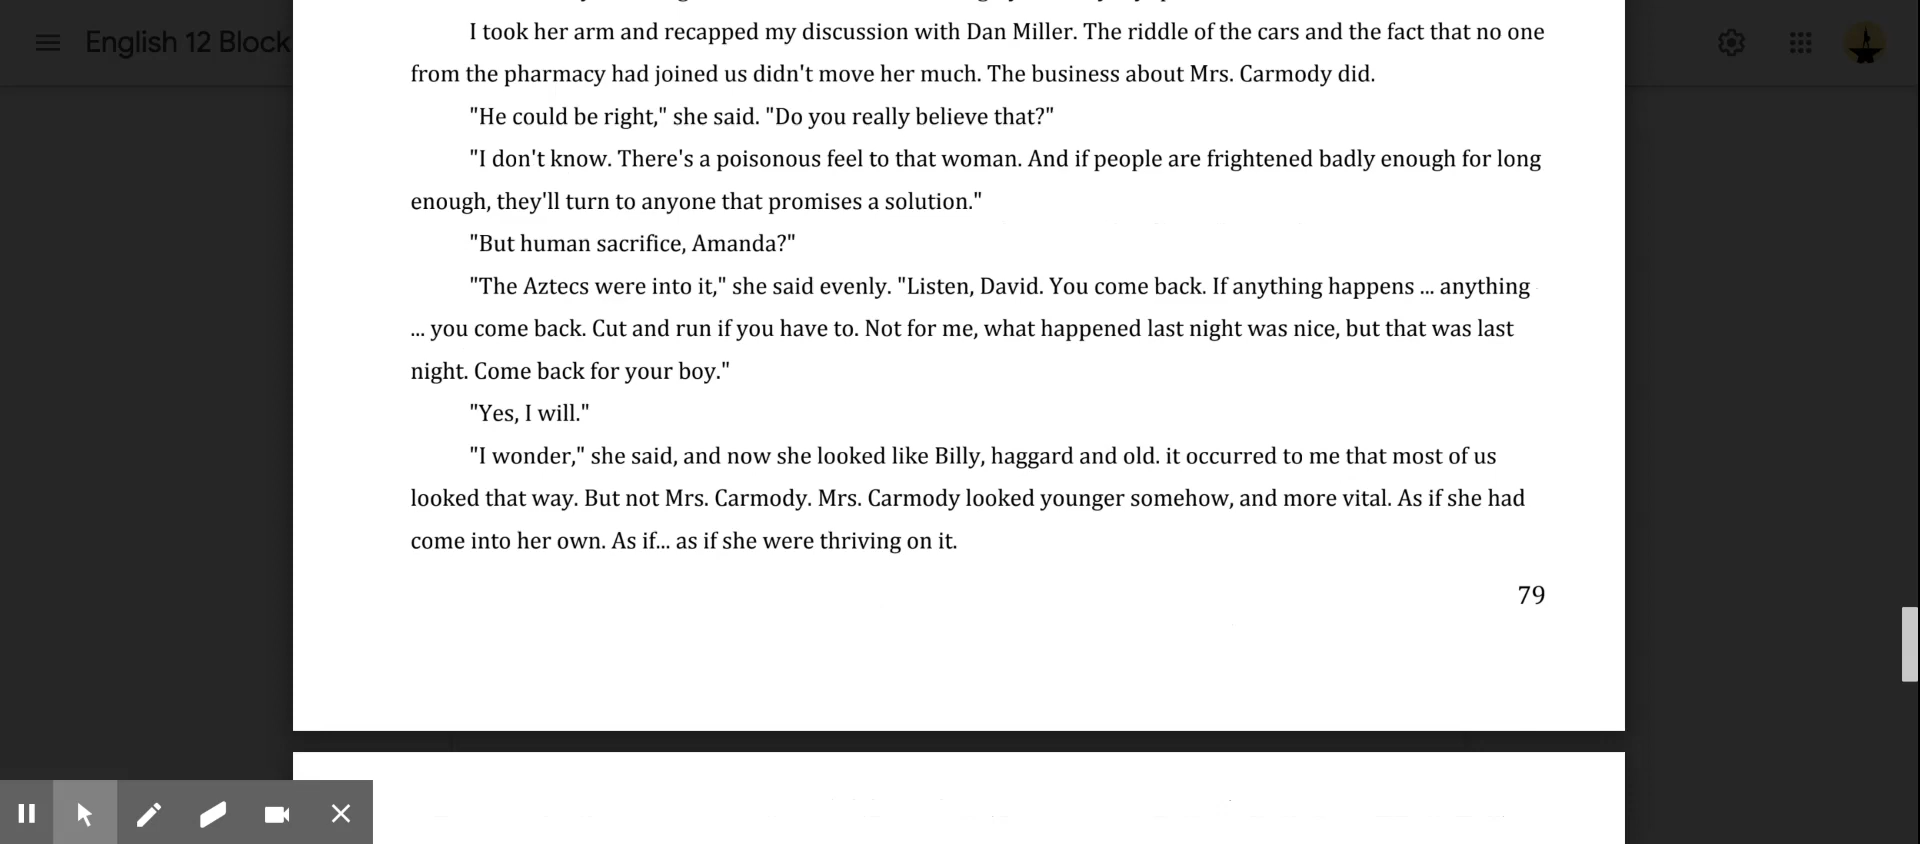 English 12 Block
I took her arm and recapped my discussion with Dan Miller. The riddle of the cars and the fact that no one
from the pharmacy had joined us didn't move her much. The business about Mrs. Carmody did.
"He could be right," she said. "Do you really believe that?"
"I don't know. There's a poisonous feel to that woman. And if people are frightened badly enough for long
enough, they'll turn to anyone that promises a solution."
"But human sacrifice, Amanda?"
"The Aztecs were into it," she said evenly. "Listen, David. You come back. If anything happens ... anything
... you come back. Cut and run if you have to. Not for me, what happened last night was nice, but that was last
night. Come back for your boy."
"Yes, I will."
"I wonder," she said, and now she looked like Billy, haggard and old. it occurred to me that most of us
looked that way. But not Mrs. Carmody. Mrs. Carmody looked younger somehow, and more vital. As if she had
come into her own. As if... as if she were thriving on it.
79